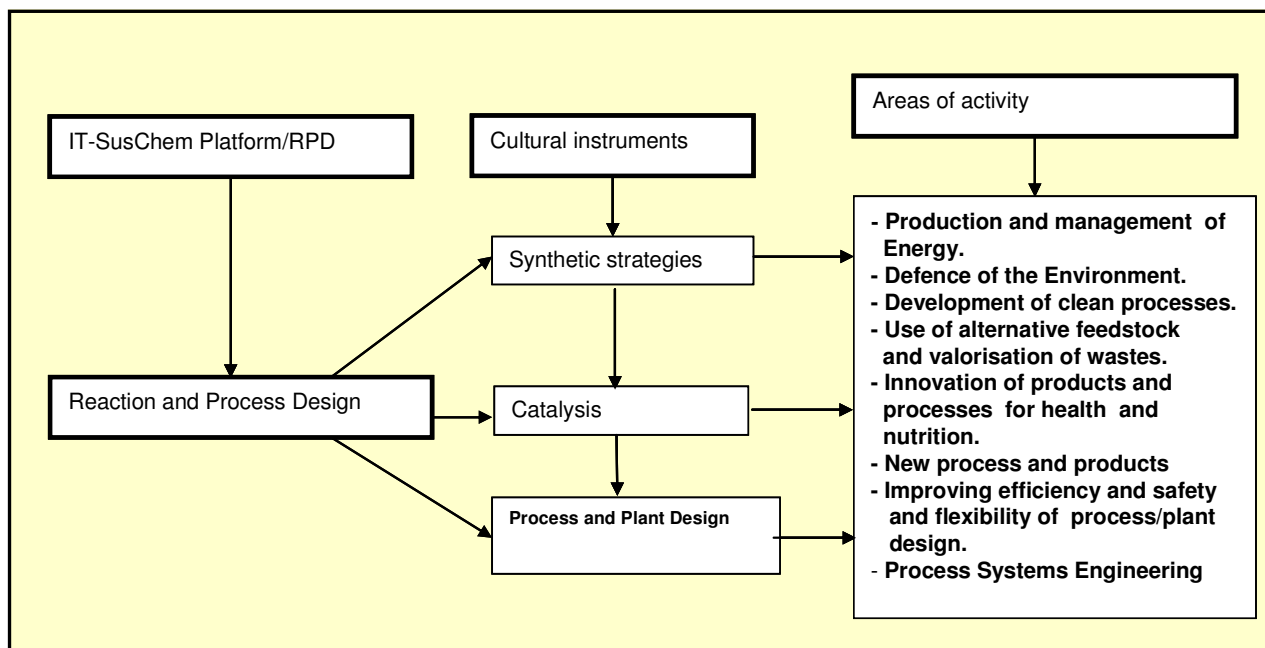 IT-SusChem Platform/RPD
Cultural instruments
Areas of activity
Reaction and Process Design
Synthetic strategies
Catalysis
Process and Plant Design
- Production and management of
Energy.
- Defence of the Environment.
- Development of clean processes.
- Use of alternative feedstock
and valorisation of wastes.
- Innovation of products and
processes for health and
nutrition.
- New process and products
- Improving efficiency and safety
and flexibility of process/plant
design.
- Process Systems Engineering